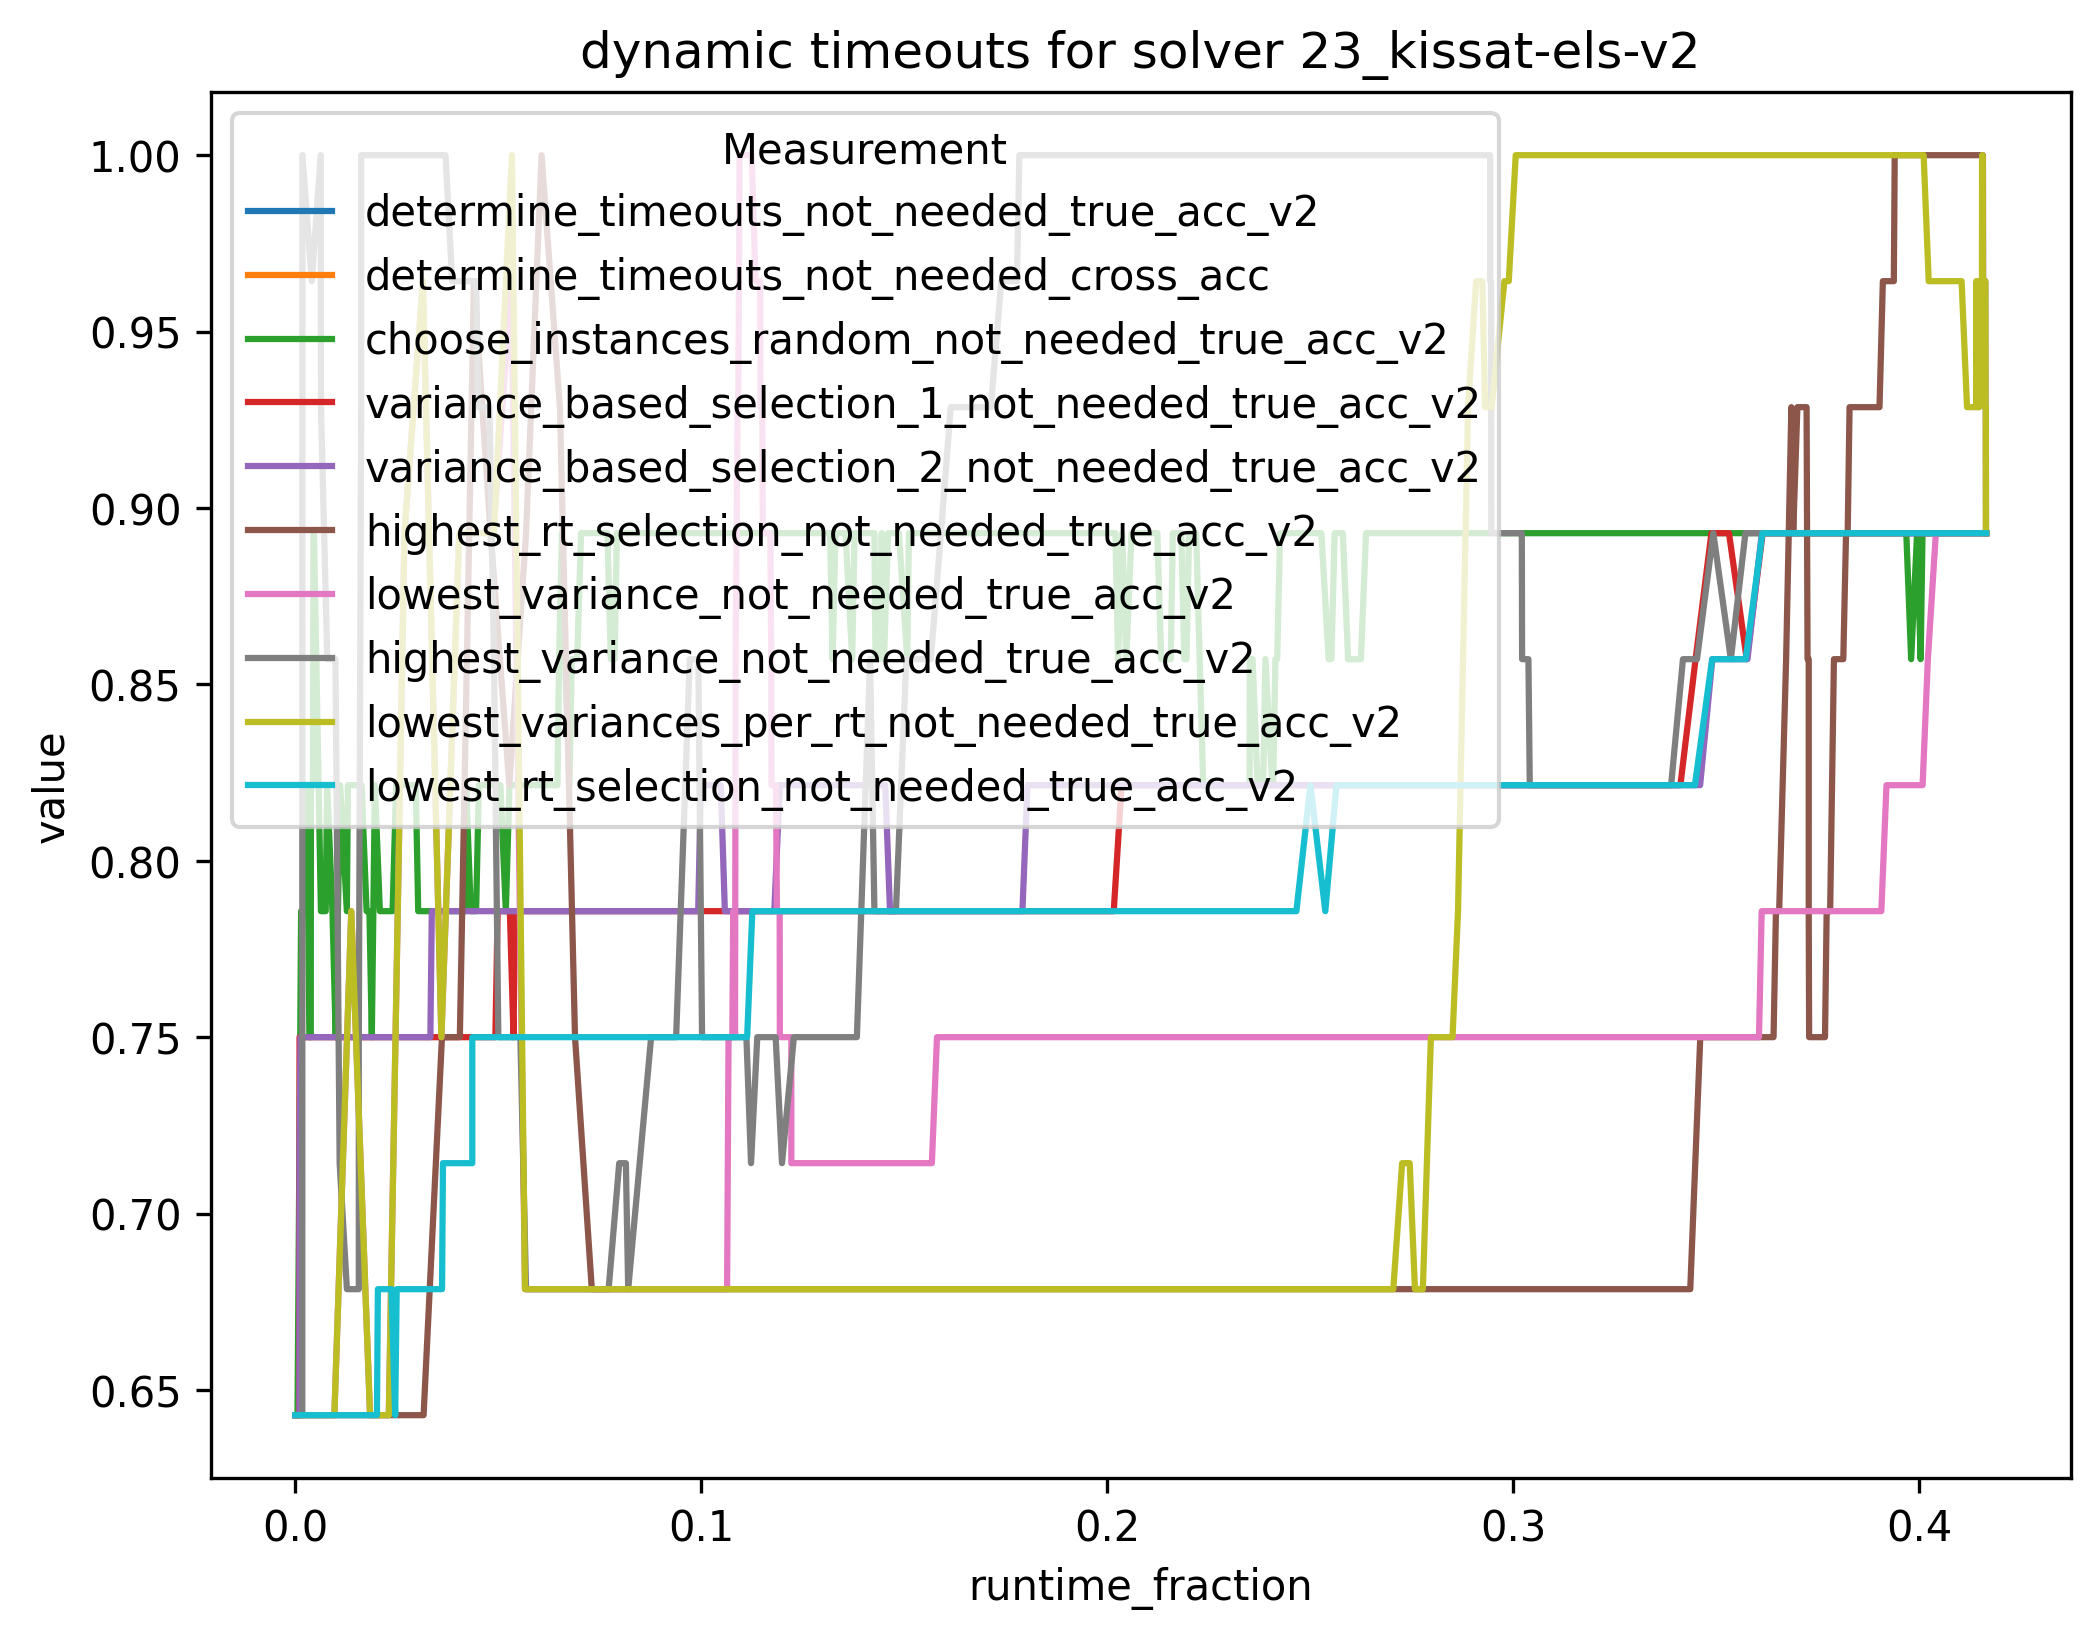 dynamic timeouts for solver 23_kissat-els-v2
Measurement
determine_timeouts_not_needed_true_acc_v2
determine_timeouts_not_needed_cross_acc
choose_instances_random_not_needed_true_acc_v2
variance_based_selection_1_not_needed_true_acc_v2
variance_based_selection_2_not_needed_true_acc_v2
highest_rt_selection_not_needed_true_acc_v2
lowest_variance_not_needed_true_acc_v2
highest_variance_not_needed_true_acc_v2
lowest_variances_per_rt_not_needed_true_acc_v2
lowest_rt_selection_not_needed_true_acc_v2
value
1.00
0.95
0.90
0.85
0.80
0.75
0.70
0.65
0.0 0.1 0.2 0.3 0.4
runtime_fraction